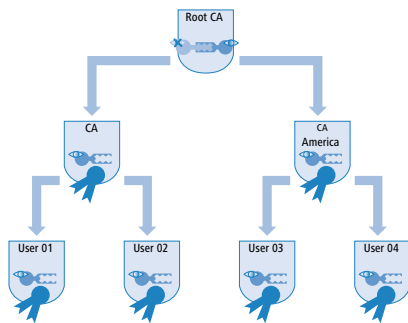 Root CA
CA
CA
America
User 01
User 02
User 03
User 04